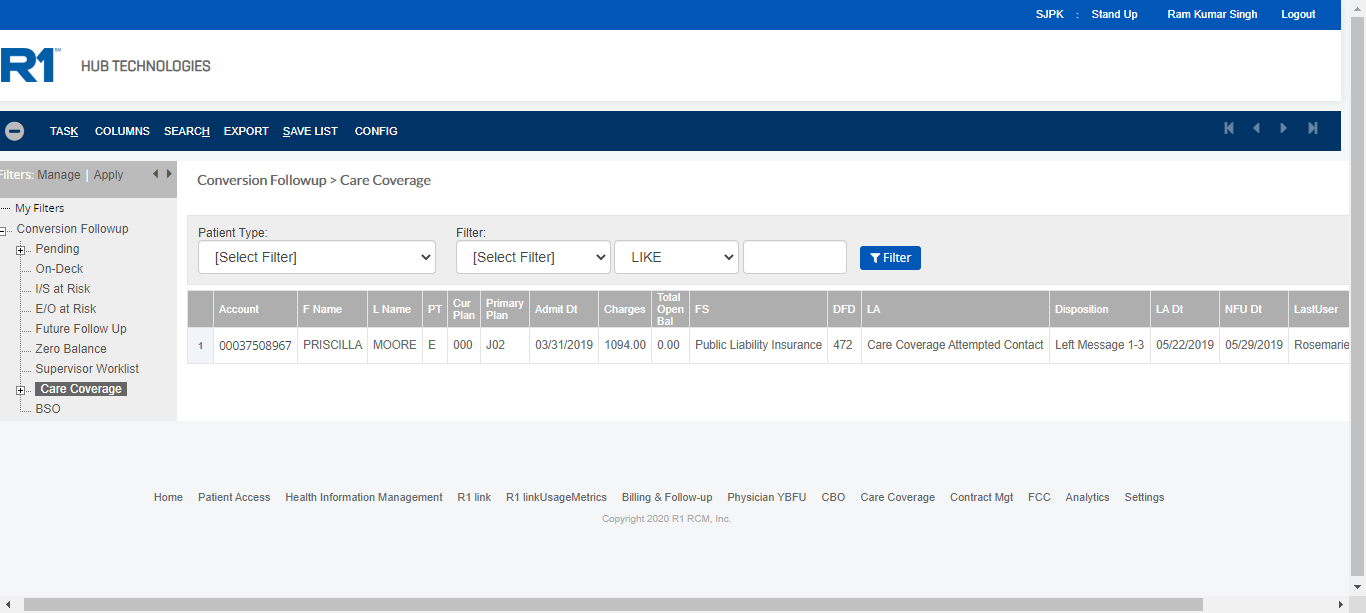 SJPK : Stand Up Ram Kumar Singh Logout
R1 ℠ HUB TECHNOLOGIES
TASK COLUMNS SEARCH EXPORT SAVE LIST CONFIG
Filters: Manage | Apply
Conversion Followup > Care Coverage
My Filters
Conversion Followup
Pending
On-Deck
I/S at Risk
E/O at Risk
Future Follow Up
Zero Balance
Supervisor Worklist
Care Coverage
BSO
Patient Type: Filter:
[Select Filter] [Select Filter] LIKE Filter
Account F Name L Name PT Cur Plan Primary Plan Admit Dt Charges Total Open Bal FS DFD LA Disposition LA Dt NFU Dt LastUser
1 00037508967 PRISCILLA MOORE E 000 J02 03/31/2019 1094.00 0.00 Public Liability Insurance 472 Care Coverage Attempted Contact Left Message 1-3 05/22/2019 05/29/2019 Rosemarie
Home Patient Access Health Information Management R1 link R1 linkUsageMetrics Billing & Follow-up Physician YBFU CBO Care Coverage Contract Mgt FCC Analytics Settings
Copyright 2020 R1 RCM, Inc.